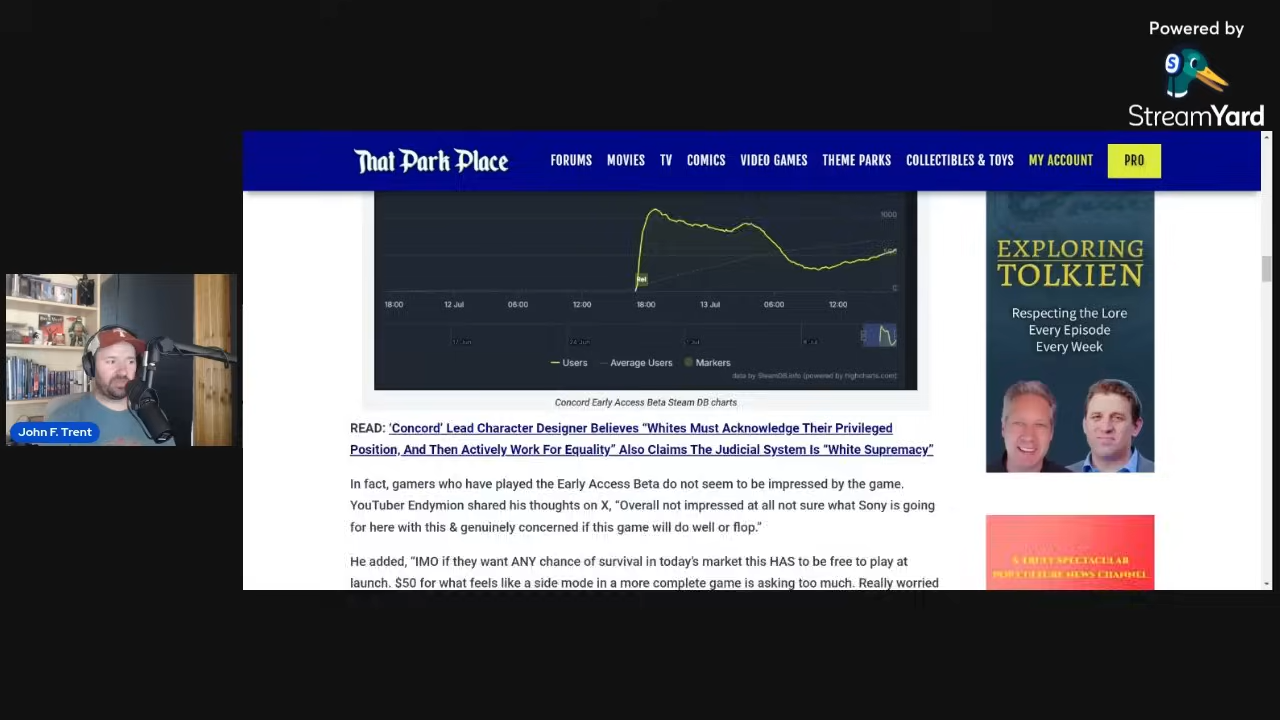 Powered by
StreamYard
That Park Place
FORUMS MOVIES TV COMICS VIDEO GAMES THEME PARKS COLLECTIBLES & TOYS MY ACCOUNT PRO
1000
500
0
Rel
18:00 12 Jul 06:00 12:00 18:00 13 Jul 06:00 12:00
Users Average Users Markers
data by SteamDB.info (powered by highcharts.com)
Concord Early Access Beta Steam DB charts
READ: ‘Concord’ Lead Character Designer Believes “Whites Must Acknowledge Their Privileged
Position, And Then Actively Work For Equality” Also Claims The Judicial System Is “White Supremacy”
In fact, gamers who have played the Early Access Beta do not seem to be impressed by the game.
YouTuber Endymion shared his thoughts on X, “Overall not impressed at all not sure what Sony is going
for here with this & genuinely concerned if this game will do well or flop.”
He added, “IMO if they want ANY chance of survival in today’s market this HAS to be free to play at
launch. $50 for what feels like a side mode in a more complete game is asking too much. Really worried
EXPLORING
TOLKIEN
Respecting the Lore
Every Episode
Every Week
A TRULY SPECTACULAR
POP CULTURE NEWS CHANNEL
John F. Trent